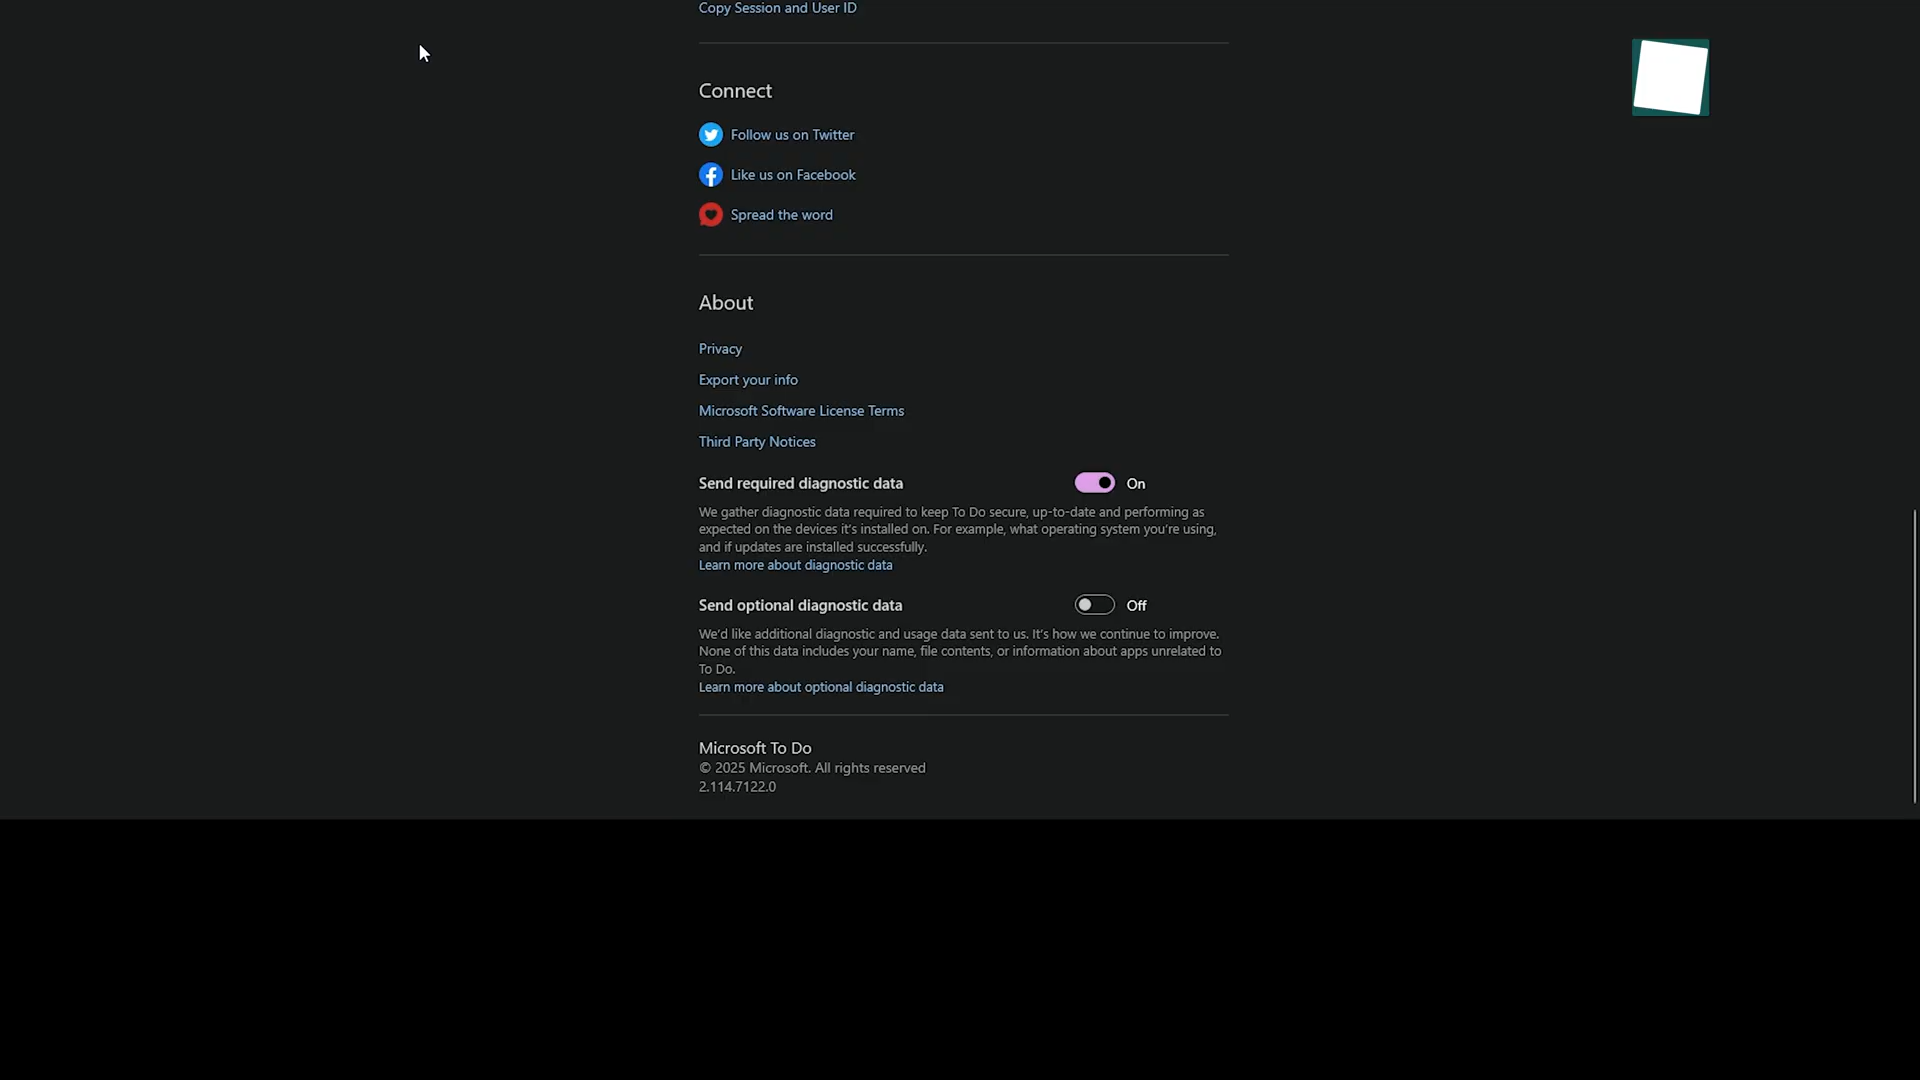 Copy Session and User ID
Connect
Follow us on Twitter
Like us on Facebook
Spread the word
About
Privacy
Export your info
Microsoft Software License Terms
Third Party Notices
Send required diagnostic data On
We gather diagnostic data required to keep To Do secure, up-to-date and performing as
expected on the devices it's installed on. For example, what operating system you're using,
and if updates are installed successfully.
Learn more about diagnostic data
Send optional diagnostic data Off
We'd like additional diagnostic and usage data sent to us. It's how we continue to improve.
None of this data includes your name, file contents, or information about apps unrelated to
To Do.
Learn more about optional diagnostic data
Microsoft To Do
© 2025 Microsoft. All rights reserved
2.114.7122.0